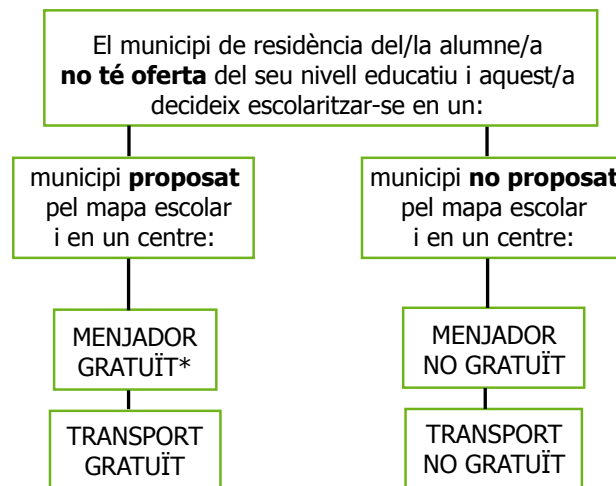 El municipi de residència del/la alumne/a
no té oferta del seu nivell educatiu i aquest/a
decideix escolaritzar-se en un:
municipi proposat
pel mapa escolar
i en un centre:
municipi no proposat
pel mapa escolar
i en un centre:
MENJADOR
GRATUÏT*
MENJADOR
NO GRATUÏT
TRANSPORT
GRATUÏT
TRANSPORT
NO GRATUÏT